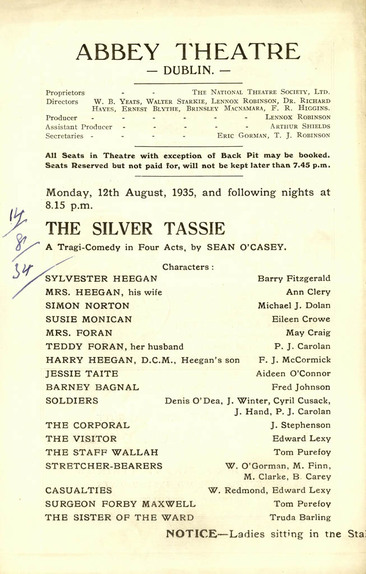 ABBEY THEATRE
— DUBLIN. —
Proprietors - - THE NATIONAL THEATRE SOCIETY, LTD.
Directors W. B. YEATS, WALTER STARKIE, LENNOX ROBINSON, DR. RICHARD
HAYES, ERNEST BLYTHE, BRINSLEY MACNAMARA, F. R. HIGGINS.
Producer - - - - - LENNOX ROBINSON
Assistant Producer - - - - ARTHUR SHIELDS
Secretaries - - - ERIC GORMAN, T. J. ROBINSON
All Seats in Theatre with exception of Back Pit may be booked.
Seats Reserved but not paid for, will not be kept later than 7.45 p.m.
Monday, 12th August, 1935, and following nights at
8.15 p.m.
14/
8/
34
THE SILVER TASSIE
A Tragi-Comedy in Four Acts, by SEAN O'CASEY.
Characters :
SYLVESTER HEEGAN Barry Fitzgerald
MRS. HEEGAN, his wife Ann Clery
SIMON NORTON Michael J. Dolan
SUSIE MONICAN Eileen Crowe
MRS. FORAN May Craig
TEDDY FORAN, her husband P. J. Carolan
HARRY HEEGAN, D.C.M., Heegan's son F. J. McCormick
JESSIE TAITE Aideen O'Connor
BARNEY BAGNAL Fred Johnson
SOLDIERS Denis O'Dea, J. Winter, Cyril Cusack,
J. Hand, P. J. Carolan
THE CORPORAL J. Stephenson
THE VISITOR Edward Lexy
THE STAFF WALLAH Tom Purefoy
STRETCHER-BEARERS W. O'Gorman, M. Finn,
M. Clarke, B. Carey
CASUALTIES W. Redmond, Edward Lexy
SURGEON FORBY MAXWELL Tom Purefoy
THE SISTER OF THE WARD Truda Barling
NOTICE—Ladies sitting in the Sta